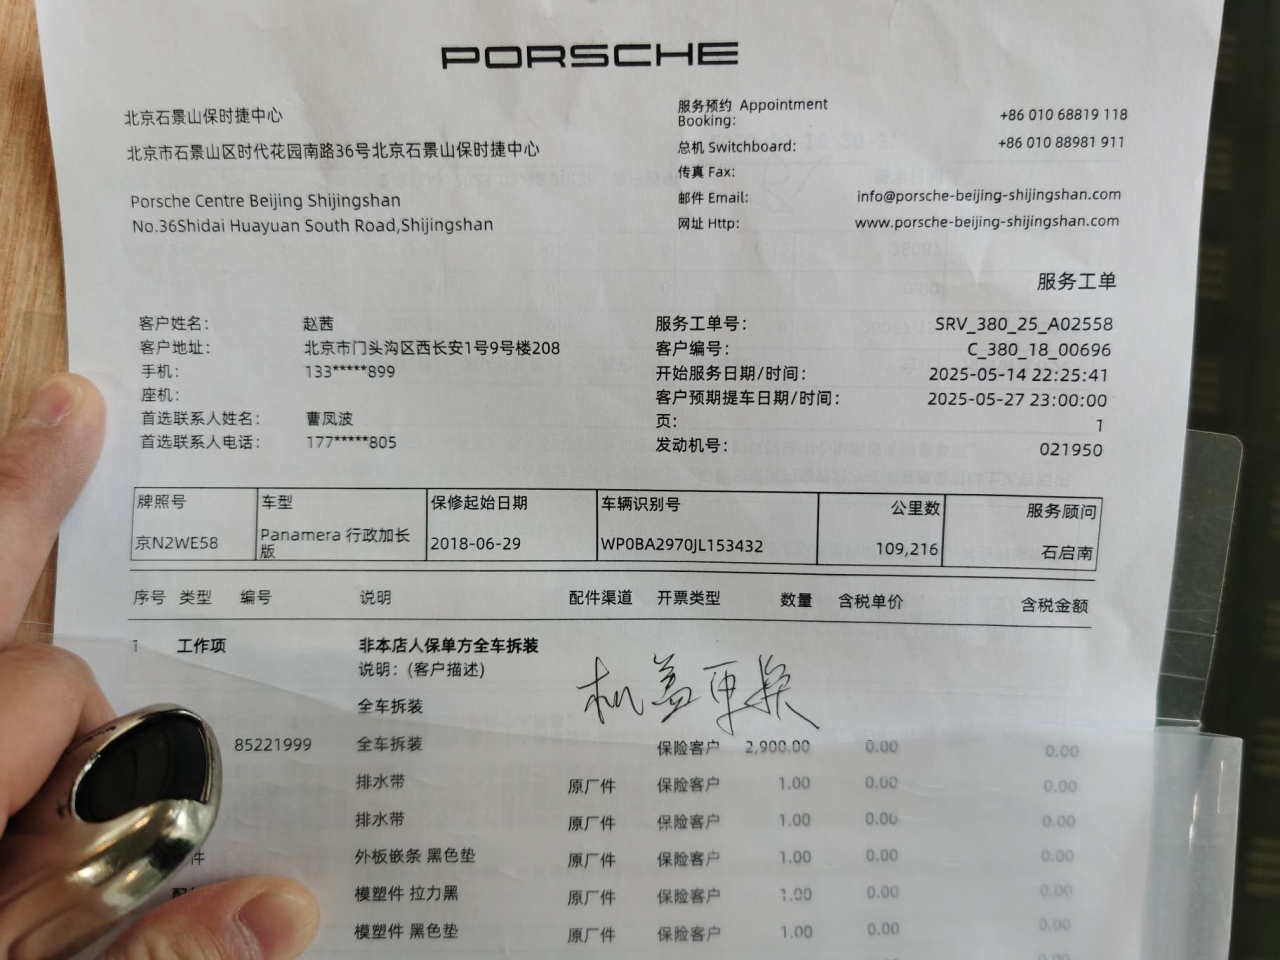 PORSCHE
北京石景山保时捷中心
北京市石景山区时代花园南路36号北京石景山保时捷中心
Porsche Centre Beijing Shijingshan
No.36Shidai Huayuan South Road,Shijingshan
服务预约 Appointment Booking: +86 010 68819 118
总机 Switchboard: +86 010 88981 911
传真 Fax:
邮件 Email: info@porsche-beijing-shijingshan.com
网址 Http: www.porsche-beijing-shijingshan.com
服务工单
客户姓名: 赵茜
客户地址: 北京市门头沟区西长安1号9号楼208
手机: 133*****899
座机:
首选联系人姓名: 曹凤波
首选联系人电话: 177*****805
服务工单号: SRV_380_25_A02558
客户编号: C_380_18_00696
开始服务日期/时间: 2025-05-14 22:25:41
客户预期提车日期/时间: 2025-05-27 23:00:00
页: 1
发动机号: 021950
牌照号 车型 保修起始日期 车辆识别号 公里数 服务顾问
京N2WE58 Panamera 行政加长版 2018-06-29 WP0BA2970JL153432 109,216 石启南
序号 类型 编号 说明 配件渠道 开票类型 数量 含税单价 含税金额
1 工作项 非本店人保单方全车拆装
说明: (客户描述)
机盖更换
全车拆装
85221999 全车拆装 保险客户 2,900.00 0.00 0.00
排水带 原厂件 保险客户 1.00 0.00 0.00
排水带 原厂件 保险客户 1.00 0.00 0.00
件 外板嵌条 黑色垫 原厂件 保险客户 1.00 0.00 0.00
模塑件 拉力黑 原厂件 保险客户 1.00 0.00 0.00
模塑件 黑色垫 原厂件 保险客户 1.00 0.00 0.00